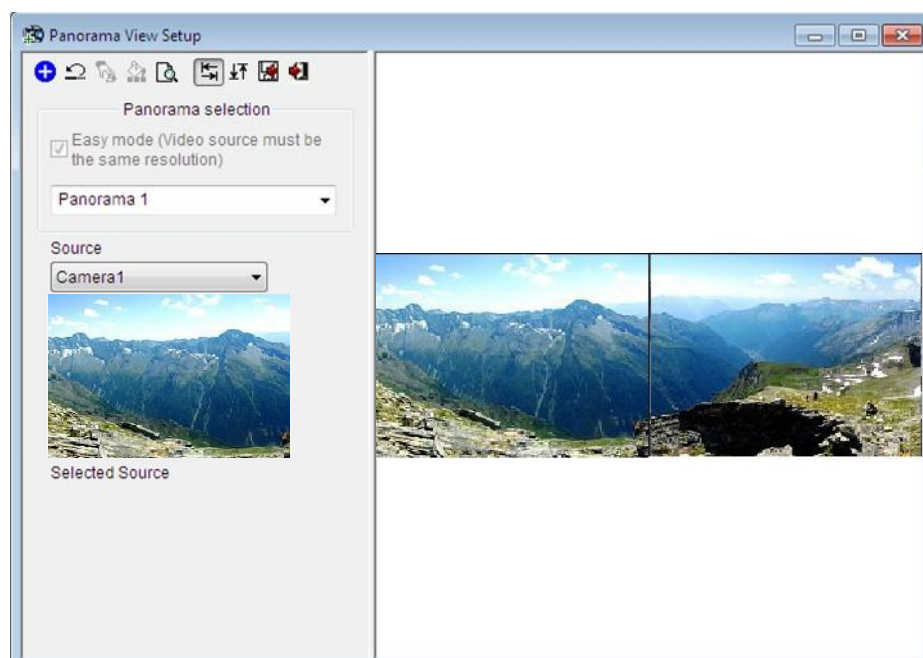 Panorama View Setup
Panorama selection
Easy mode (Video source must be
the same resolution)
Panorama 1
Source
Camera1
Selected Source